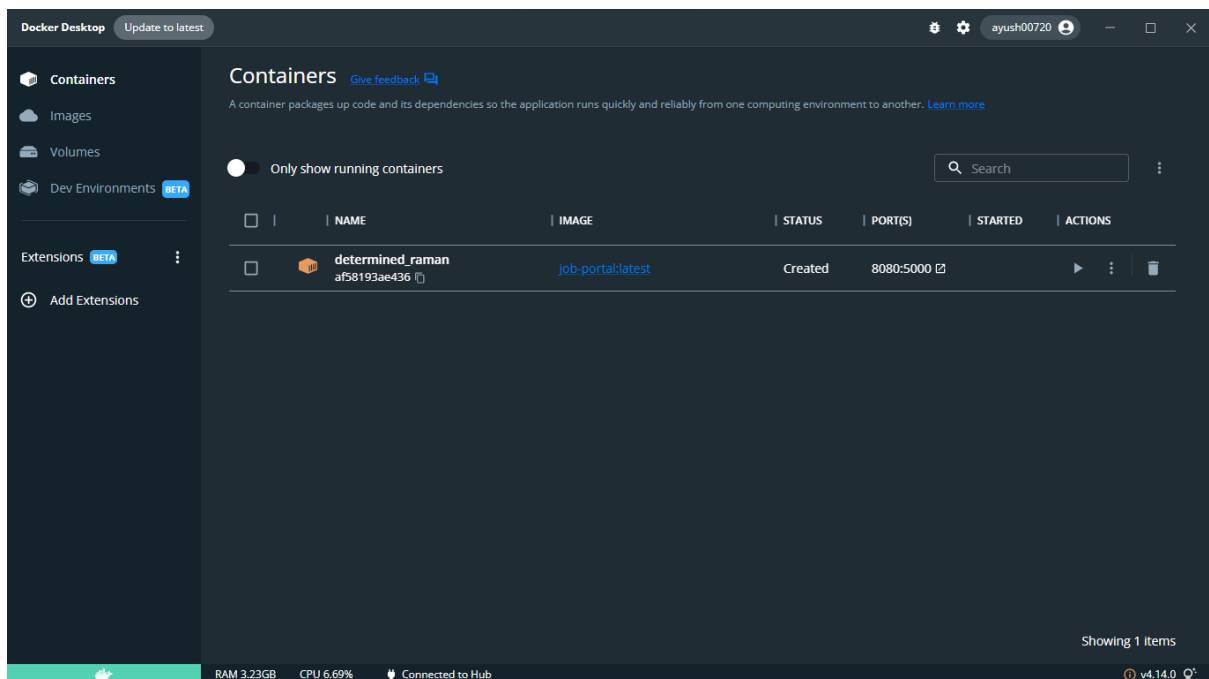 Docker Desktop Update to latest ayush00720
Containers
Images
Volumes
Dev Environments BETA
Extensions BETA
Add Extensions
Containers Give feedback
A container packages up code and its dependencies so the application runs quickly and reliably from one computing environment to another. Learn more
Only show running containers Search
NAME IMAGE STATUS PORT(S) STARTED ACTIONS
determined_raman
af58193ae436 job-portal:latest Created 8080:5000
Showing 1 items
RAM 3.23GB CPU 6.69% Connected to Hub v4.14.0